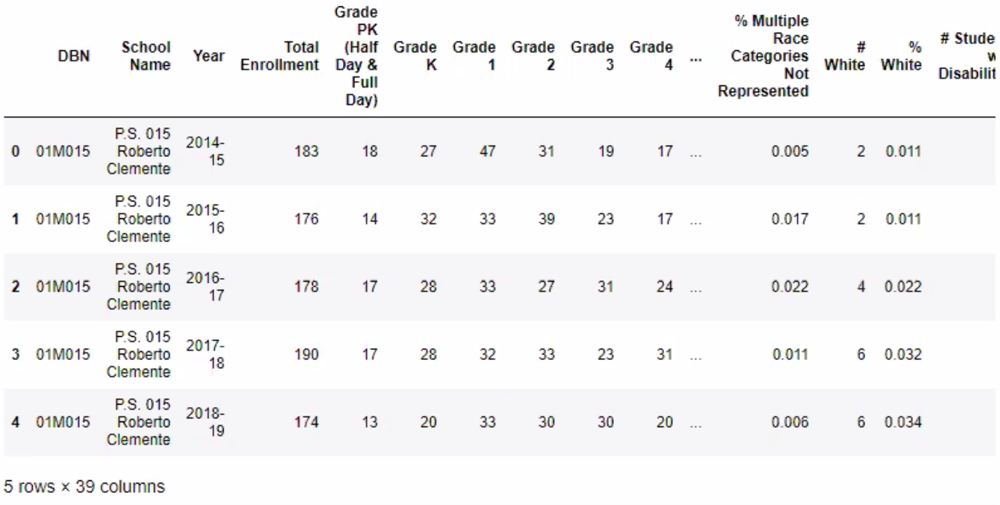 DBN School Name Year Total Enrollment Grade PK (Half Day & Full Day) Grade K Grade 1 Grade 2 Grade 3 Grade 4 ... % Multiple Race Categories Not Represented # White % White #
0 01M015 P.S. 015 Roberto Clemente 2014-15 183 18 27 47 31 19 17 ... 0.005 2 0.011
1 01M015 P.S. 015 Roberto Clemente 2015-16 176 14 32 33 39 23 17 ... 0.017 2 0.011
2 01M015 P.S. 015 Roberto Clemente 2016-17 178 17 28 33 27 31 24 ... 0.022 4 0.022
3 01M015 P.S. 015 Roberto Clemente 2017-18 190 17 28 32 33 23 31 ... 0.011 6 0.032
4 01M015 P.S. 015 Roberto Clemente 2018-19 174 13 20 33 30 30 20 ... 0.006 6 0.034
5 rows × 39 columns